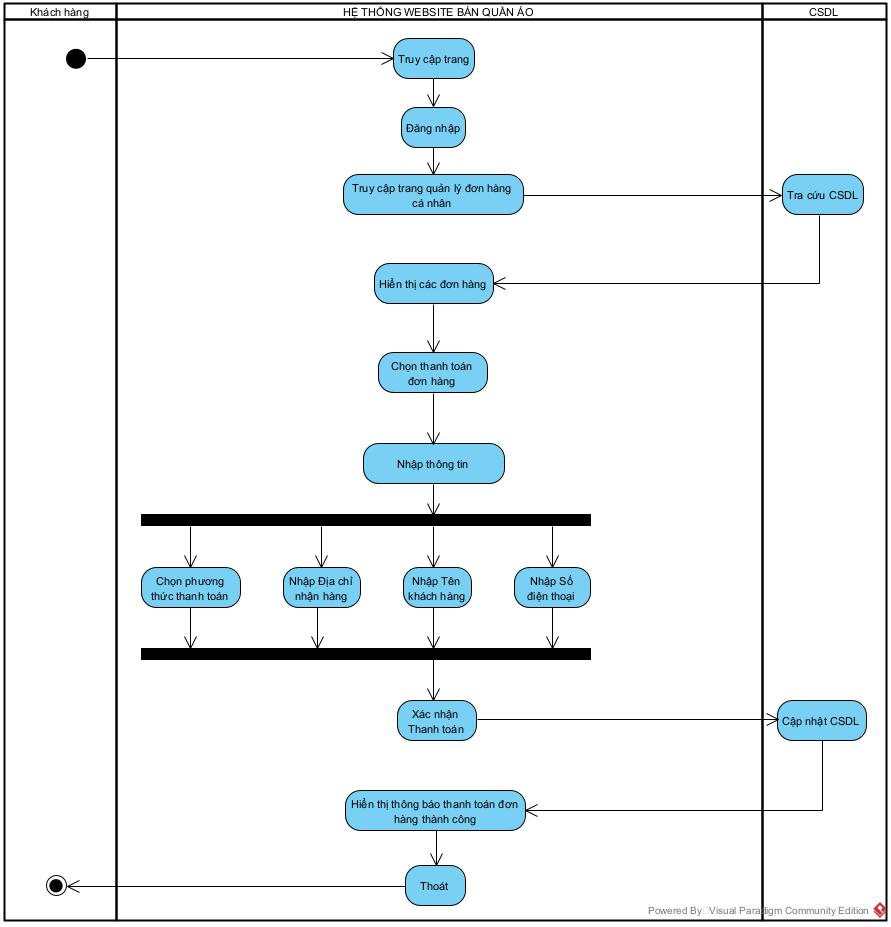 Khách hàng
HỆ THỐNG WEBSITE BÁN QUẦN ÁO
CSDL
Truy cập trang
Đăng nhập
Truy cập trang quản lý đơn hàng
cá nhân
Tra cứu CSDL
Hiển thị các đơn hàng
Chọn thanh toán
đơn hàng
Nhập thông tin
Chọn phương
thức thanh toán
Nhập Địa chỉ
nhận hàng
Nhập Tên
khách hàng
Nhập Số
điện thoại
Xác nhận
Thanh toán
Cập nhật CSDL
Hiển thị thông báo thanh toán đơn
hàng thành công
Thoát
Powered By Visual Paradigm Community Edition